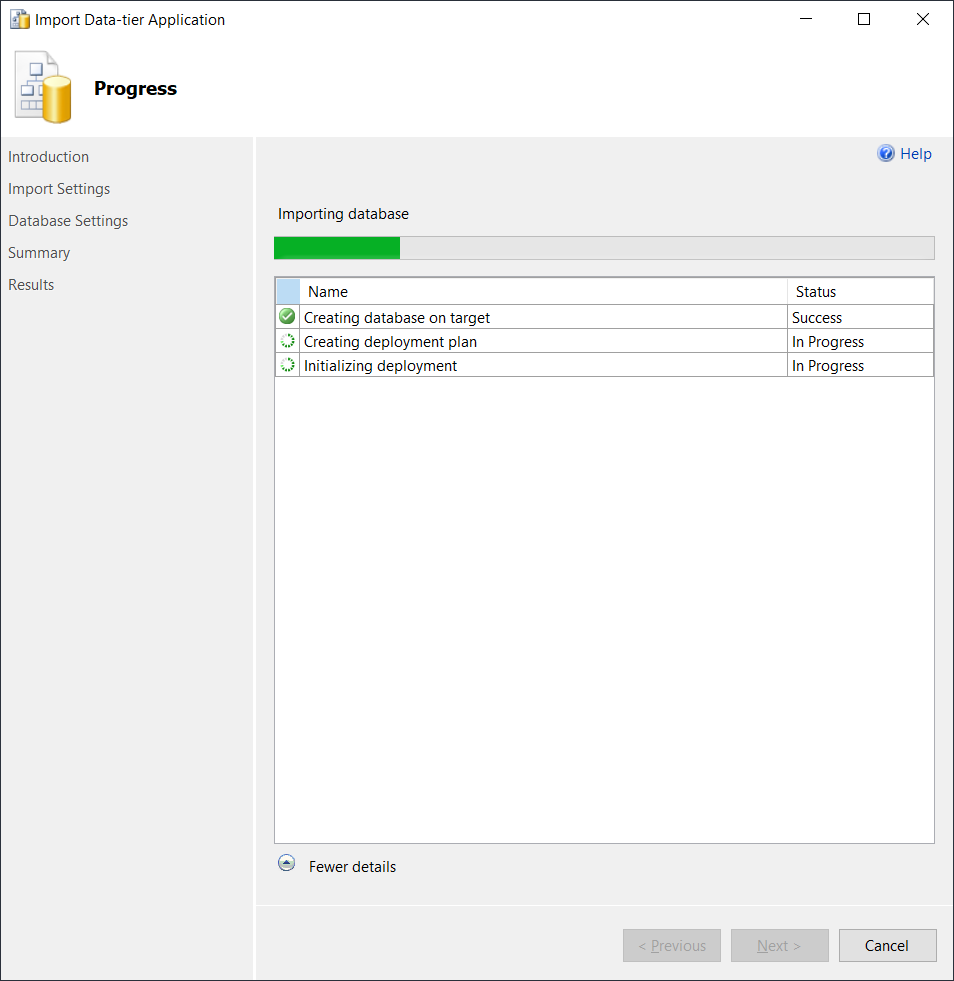 Import Data-tier Application
Progress
Introduction
Import Settings
Database Settings
Summary
Results
Help
Importing database
Name Status
Creating database on target Success
Creating deployment plan In Progress
Initializing deployment In Progress
Fewer details
< Previous Next > Cancel